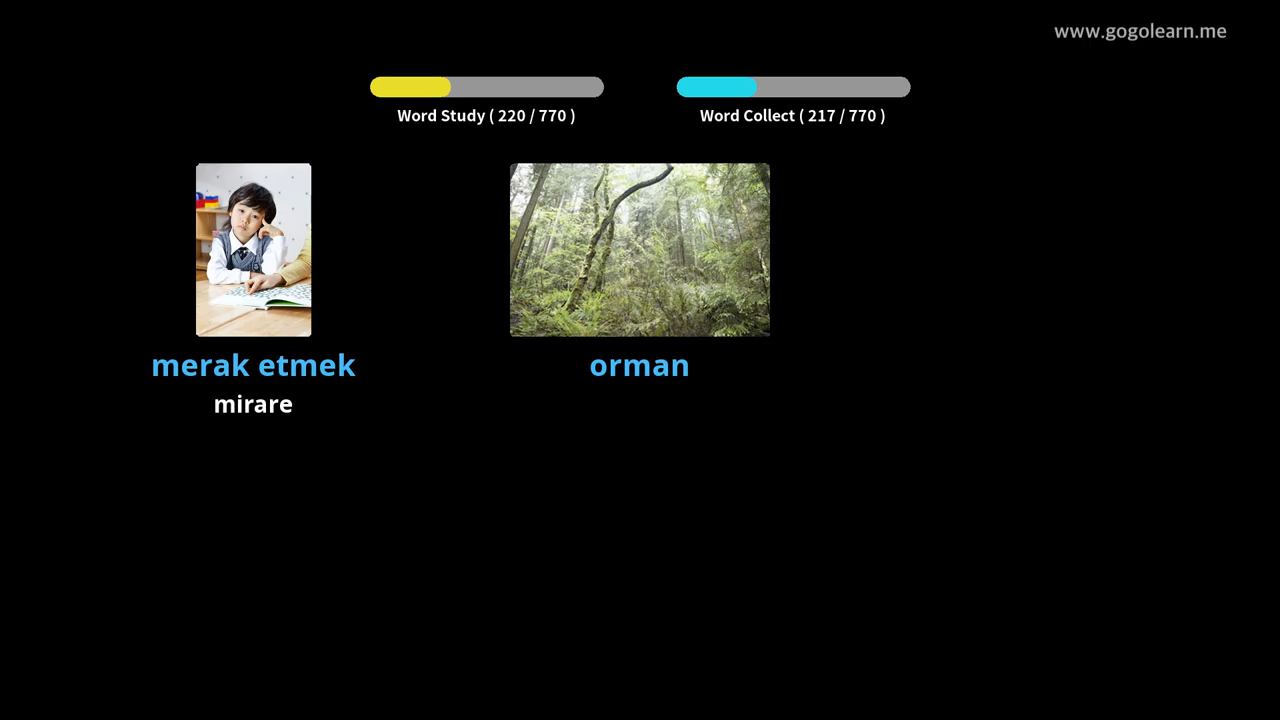 www.gogolearn.me
Word Study ( 220 / 770 )
Word Collect ( 217 / 770 )
merak etmek
mirare
orman